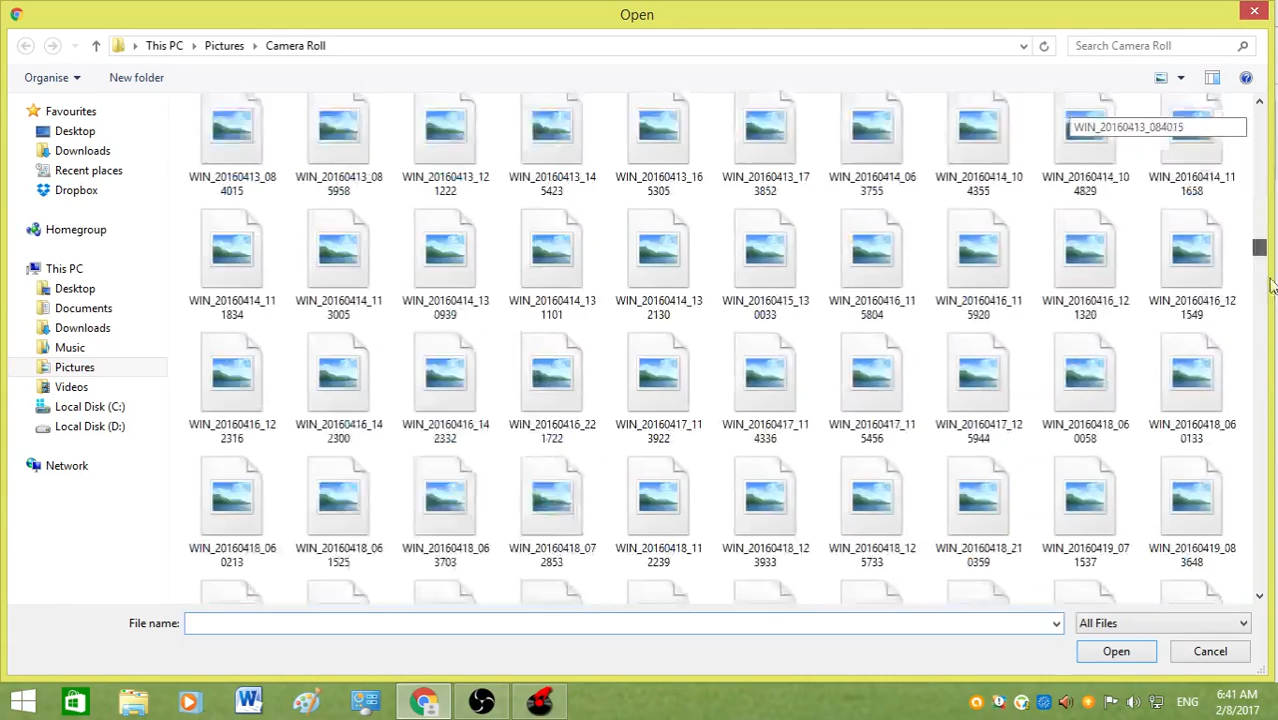 Open
This PC Pictures Camera Roll
Search Camera Roll
Organise New folder
Favourites
Desktop
Downloads
Recent places
Dropbox
Homegroup
This PC
Desktop
Documents
Downloads
Music
Pictures
Videos
Local Disk (C:)
Local Disk (D:)
Network
WIN_20160413_084015
WIN_20160413_08 WIN_20160413_08 WIN_20160413_12 WIN_20160413_14 WIN_20160413_16 WIN_20160413_17 WIN_20160414_06 WIN_20160414_10 WIN_20160414_10 WIN_20160414_11
4015 5958 1222 5423 5305 3852 3755 4355 4829 1658
WIN_20160414_11 WIN_20160414_11 WIN_20160414_13 WIN_20160414_13 WIN_20160414_13 WIN_20160415_13 WIN_20160416_11 WIN_20160416_11 WIN_20160416_12 WIN_20160416_12
1834 3005 0939 1101 2130 0033 5804 5920 1320 1549
WIN_20160416_12 WIN_20160416_14 WIN_20160416_14 WIN_20160416_22 WIN_20160417_11 WIN_20160417_11 WIN_20160417_11 WIN_20160417_12 WIN_20160418_06 WIN_20160418_06
2316 2300 2332 1722 3922 4336 5456 5944 0058 0133
WIN_20160418_06 WIN_20160418_06 WIN_20160418_06 WIN_20160418_07 WIN_20160418_11 WIN_20160418_12 WIN_20160418_12 WIN_20160418_21 WIN_20160419_07 WIN_20160419_08
0213 1525 3703 2853 2239 3933 5733 0359 1537 3648
File name:
All Files
Open Cancel
ENG
6:41 AM
2/8/2017